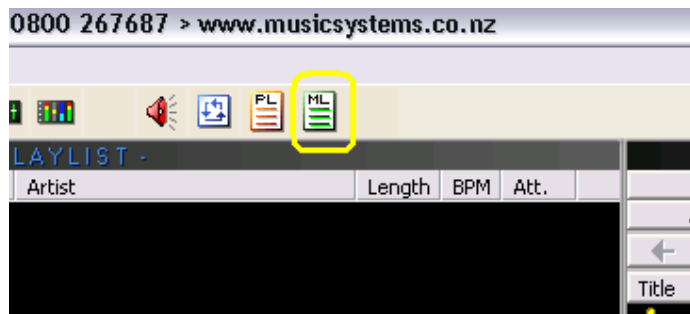 0800 267687 > www.musicsystems.co.nz
PL ML
LAYLIST -
Artist Length BPM Att.
Title